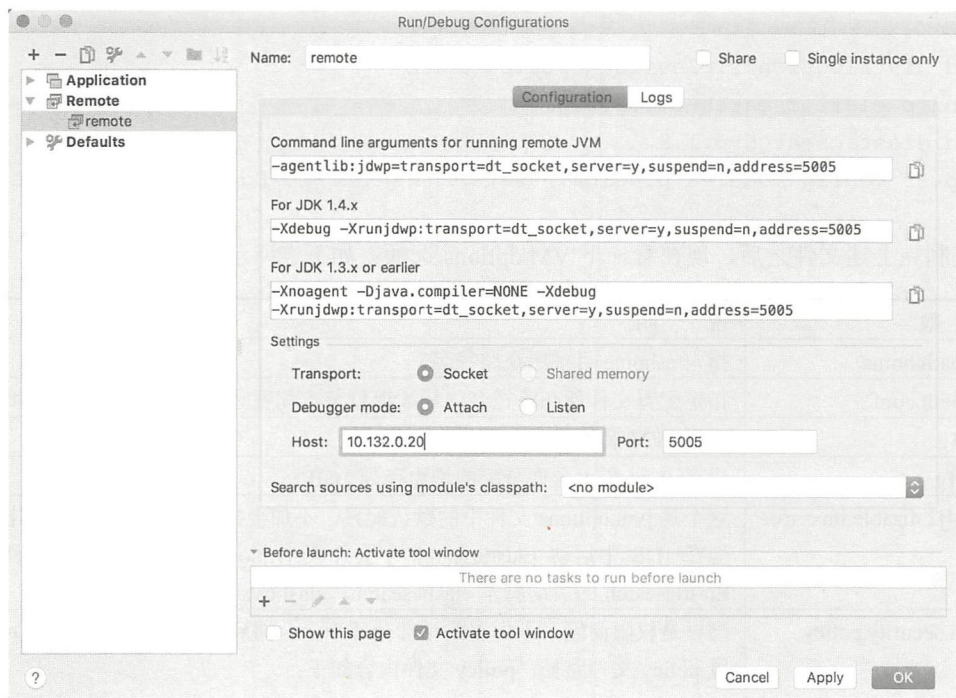 Run/Debug Configurations
Name: remote
Share
Single instance only
Application
Remote
remote
Defaults
Configuration
Logs
Command line arguments for running remote JVM
-agentlib:jdwp=transport=dt_socket,server=y,suspend=n,address=5005
For JDK 1.4.x
-Xdebug -Xrunjdwp:transport=dt_socket,server=y,suspend=n,address=5005
For JDK 1.3.x or earlier
-Xnoagent -Djava.compiler=NONE -Xdebug
-Xrunjdwp:transport=dt_socket,server=y,suspend=n,address=5005
Settings
Transport: Socket Shared memory
Debugger mode: Attach Listen
Host: 10.132.0.20 Port: 5005
Search sources using module's classpath: <no module>
Before launch: Activate tool window
There are no tasks to run before launch
Show this page Activate tool window
? Cancel Apply OK